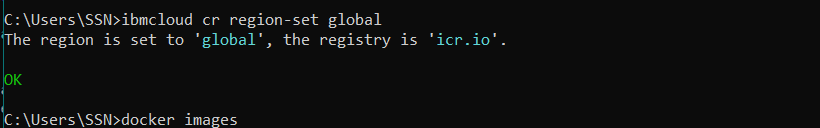 C:\Users\SSN>ibmcloud cr region-set global
The region is set to 'global', the registry is 'icr.io'.
OK
C:\Users\SSN>docker images